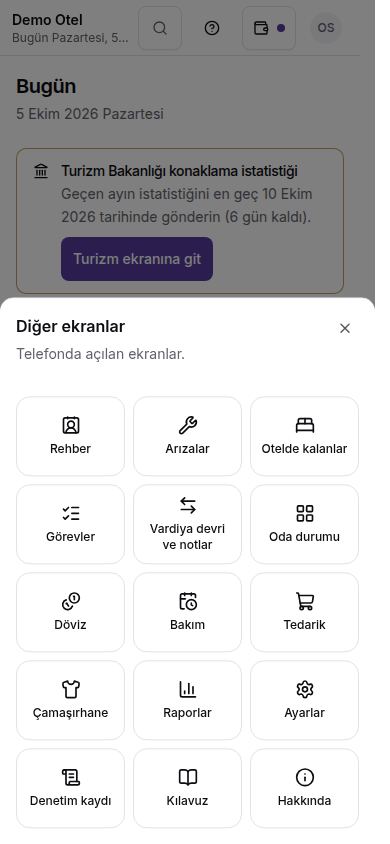 Demo Otel
Bugün Pazartesi, 5...
OS
Bugün
5 Ekim 2026 Pazartesi
Turizm Bakanlığı konaklama istatistiği
Geçen ayın istatistiğini en geç 10 Ekim
2026 tarihinde gönderin (6 gün kaldı).
Turizm ekranına git
Diğer ekranlar
Telefonda açılan ekranlar.
Rehber
Arızalar
Otelde kalanlar
Görevler
Vardiya devri
ve notlar
Oda durumu
Döviz
Bakım
Tedarik
Çamaşırhane
Raporlar
Ayarlar
Denetim kaydı
Kılavuz
Hakkında